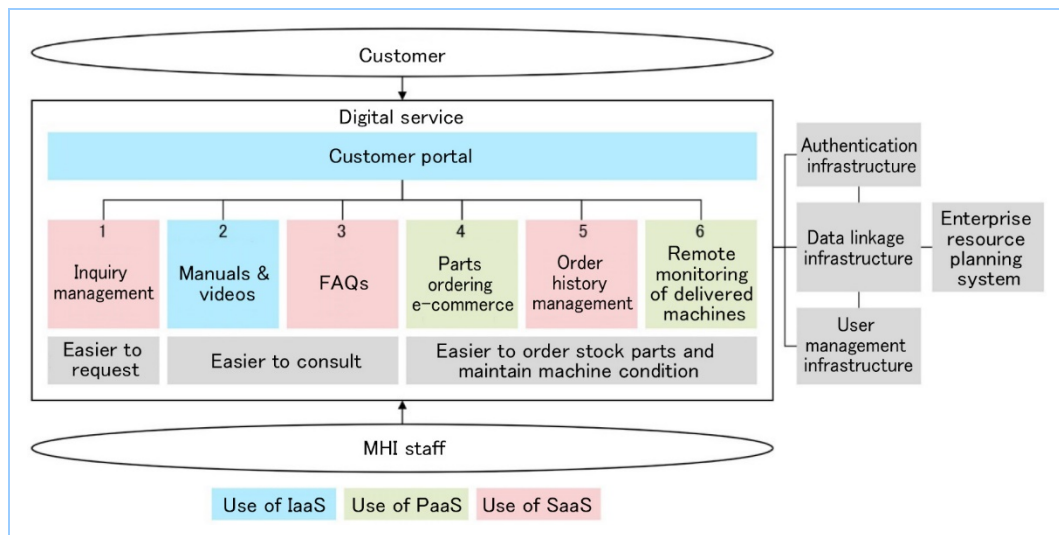 Customer
Digital service
Customer portal
1
Inquiry
management
2
Manuals &
videos
3
FAQs
4
Parts
ordering
e-commerce
5
Order
history
management
6
Remote
monitoring
of delivered
machines
Easier to
request
Easier to consult
Easier to order stock parts and
maintain machine condition
Authentication
infrastructure
Data linkage
infrastructure
Enterprise
resource
planning
system
User
management
infrastructure
MHI staff
Use of IaaS
Use of PaaS
Use of SaaS